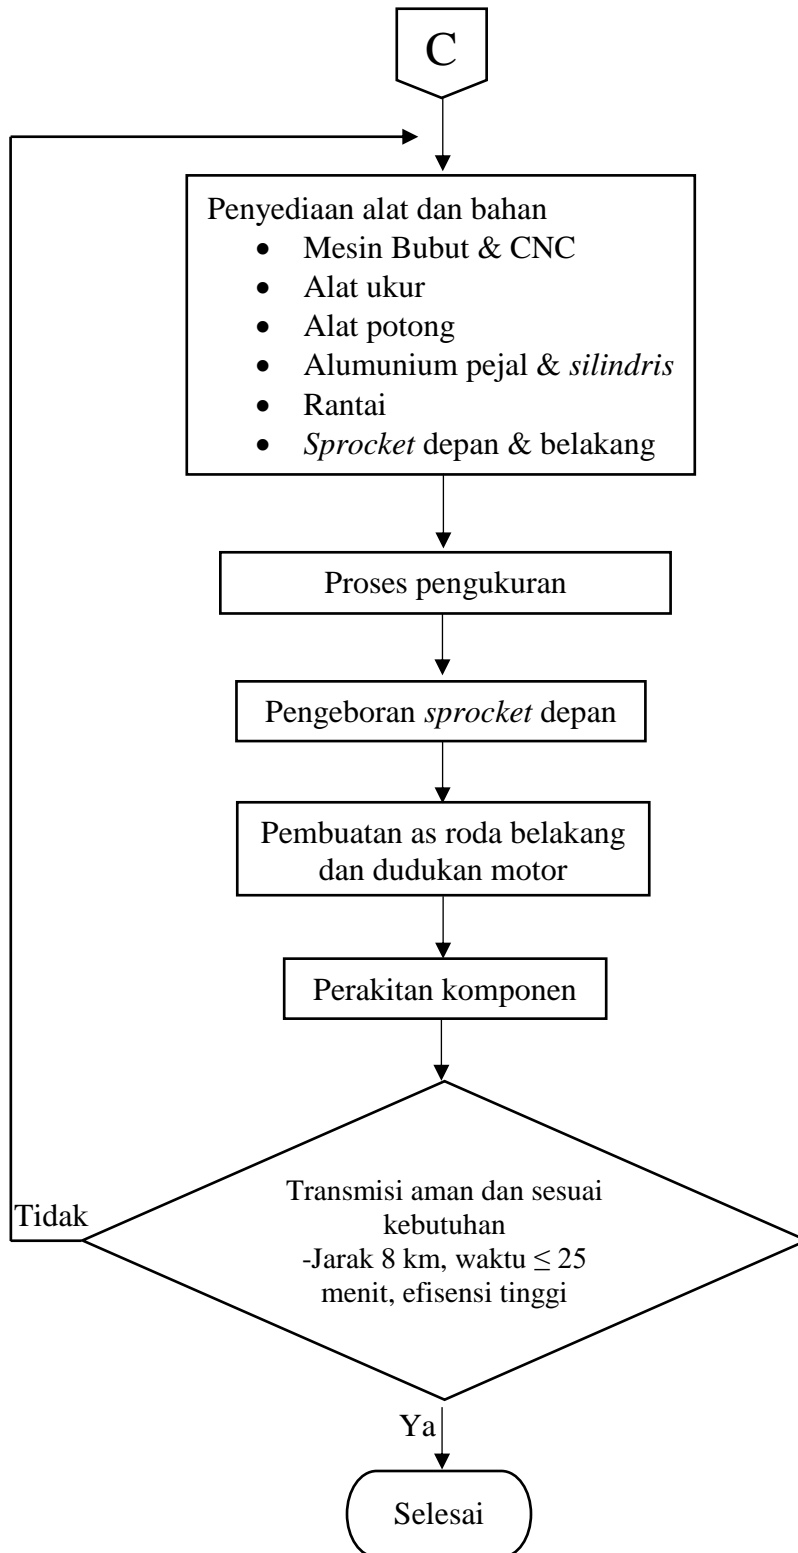 C
Penyediaan alat dan bahan
• Mesin Bubut & CNC
• Alat ukur
• Alat potong
• Alumunium pejal & silindris
• Rantai
• Sprocket depan & belakang
Proses pengukuran
Pengeboran sprocket depan
Pembuatan as roda belakang
dan dudukan motor
Perakitan komponen
Transmisi aman dan sesuai
kebutuhan
-Jarak 8 km, waktu ≤ 25
menit, efisensi tinggi
Tidak
Ya
Selesai